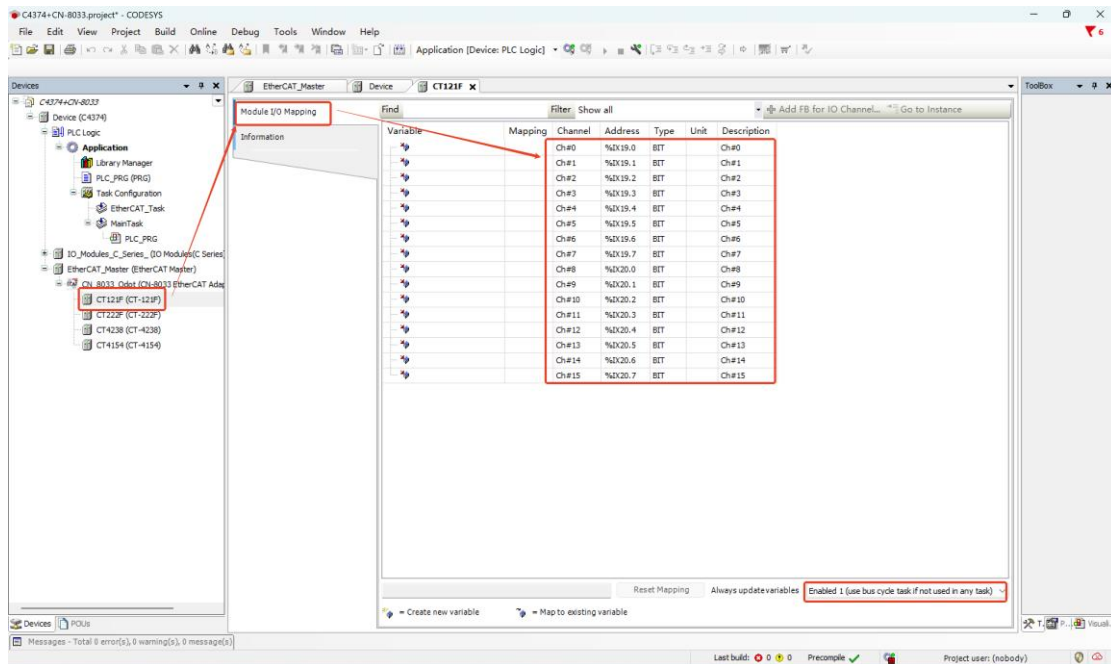 C4374+CN-8033.project* - CODESYS
File Edit View Project Build Online Debug Tools Window Help
Application [Device: PLC Logic]
6
Devices
C4374+CN-8033
Device (C4374)
PLC Logic
Application
Library Manager
PLC_PRG (PRG)
Task Configuration
EtherCAT_Task
MainTask
PLC_PRG
IO_Modules_C_Series_ (IO Modules(C Series
EtherCAT_Master (EtherCAT Master)
CN_8033_Odot (CN-8033 EtherCAT Adap
CT121F (CT-121F)
CT222F (CT-222F)
CT4238 (CT-4238)
CT4154 (CT-4154)
Devices POUs
EtherCAT_Master Device CT121F
Module I/O Mapping
Information
Find Filter Show all Add FB for IO Channel... Go to Instance
Variable Mapping Channel Address Type Unit Description
Ch#0 %IX19.0 BIT Ch#0
Ch#1 %IX19.1 BIT Ch#1
Ch#2 %IX19.2 BIT Ch#2
Ch#3 %IX19.3 BIT Ch#3
Ch#4 %IX19.4 BIT Ch#4
Ch#5 %IX19.5 BIT Ch#5
Ch#6 %IX19.6 BIT Ch#6
Ch#7 %IX19.7 BIT Ch#7
Ch#8 %IX20.0 BIT Ch#8
Ch#9 %IX20.1 BIT Ch#9
Ch#10 %IX20.2 BIT Ch#10
Ch#11 %IX20.3 BIT Ch#11
Ch#12 %IX20.4 BIT Ch#12
Ch#13 %IX20.5 BIT Ch#13
Ch#14 %IX20.6 BIT Ch#14
Ch#15 %IX20.7 BIT Ch#15
Reset Mapping Always update variables Enabled 1 (use bus cycle task if not used in any task)
= Create new variable = Map to existing variable
ToolBox
T... P... Visuali...
Messages - Total 0 error(s), 0 warning(s), 0 message(s)
Last build: 0 0 Precompile Project user: (nobody)